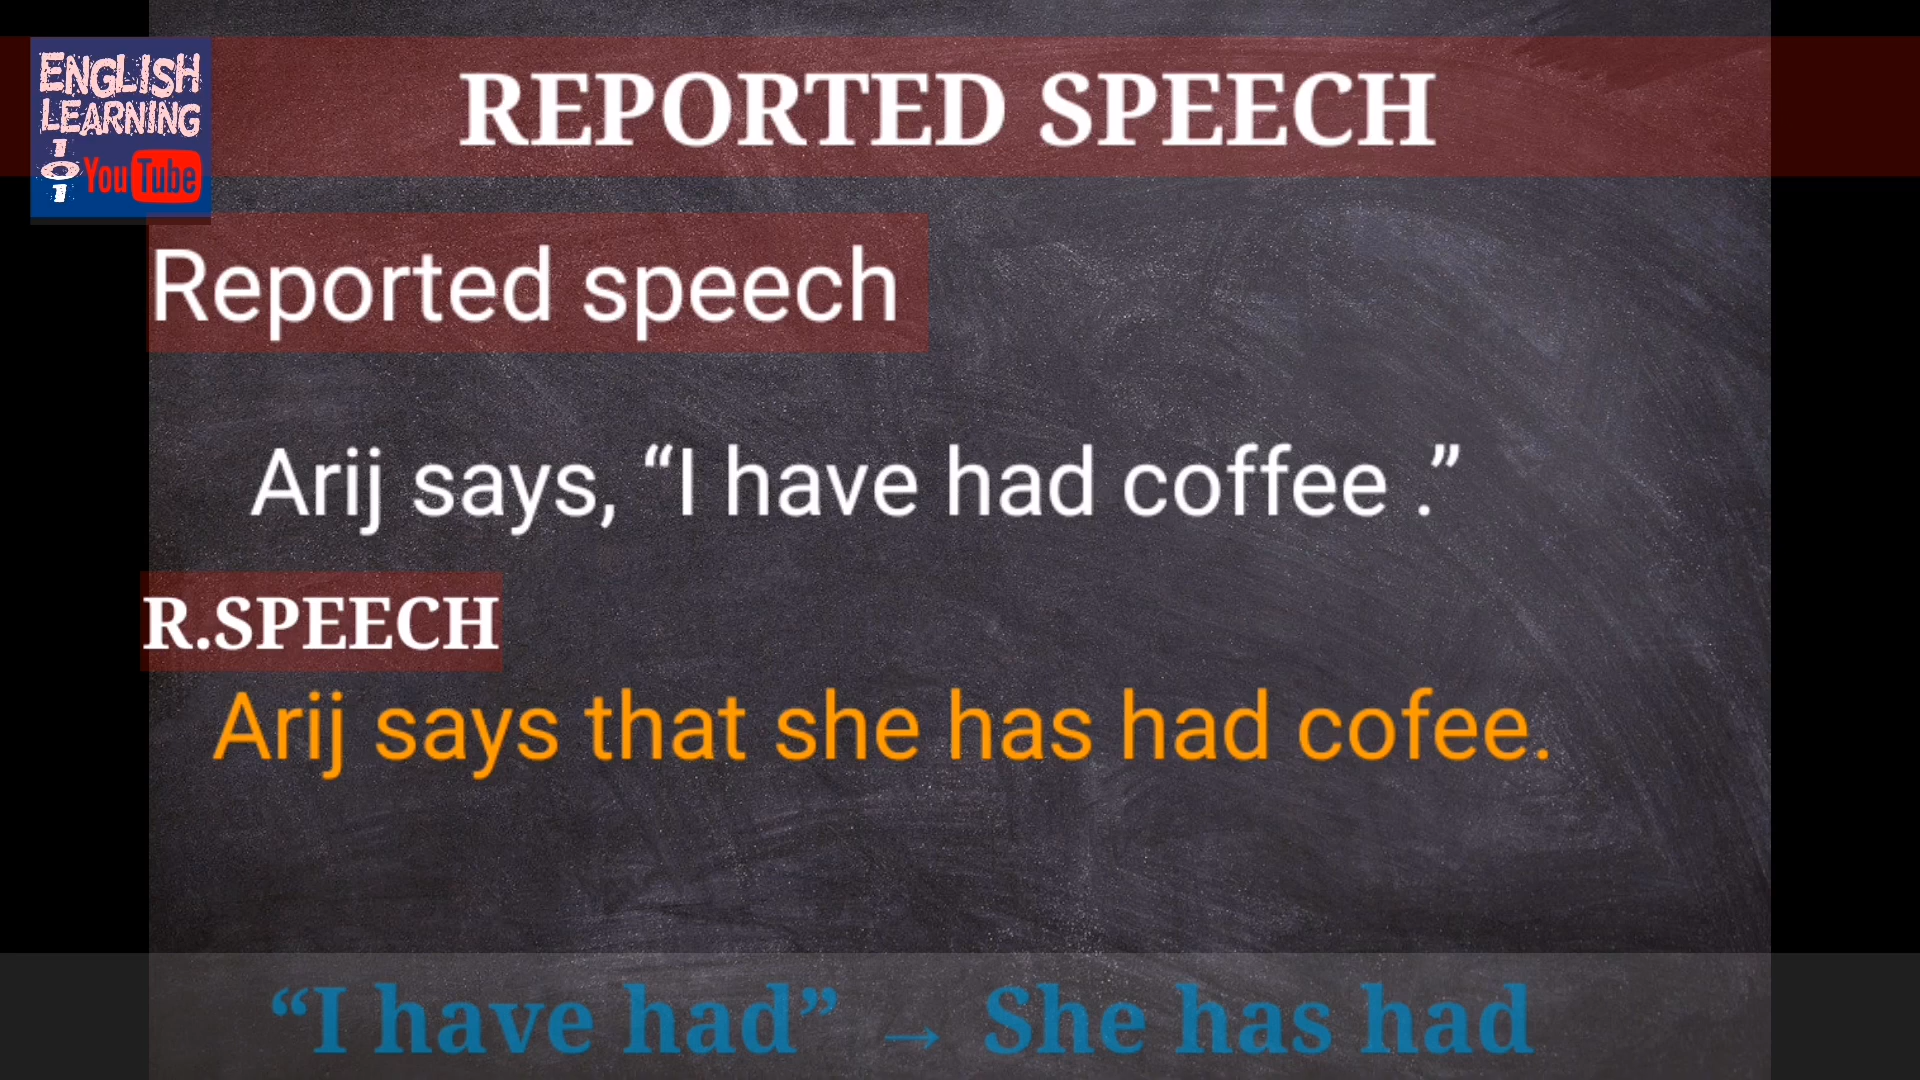 ENGLISH
LEARNING
101 YouTube
REPORTED SPEECH
Reported speech
Arij says, “I have had coffee .”
R.SPEECH
Arij says that she has had cofee.
“I have had” → She has had